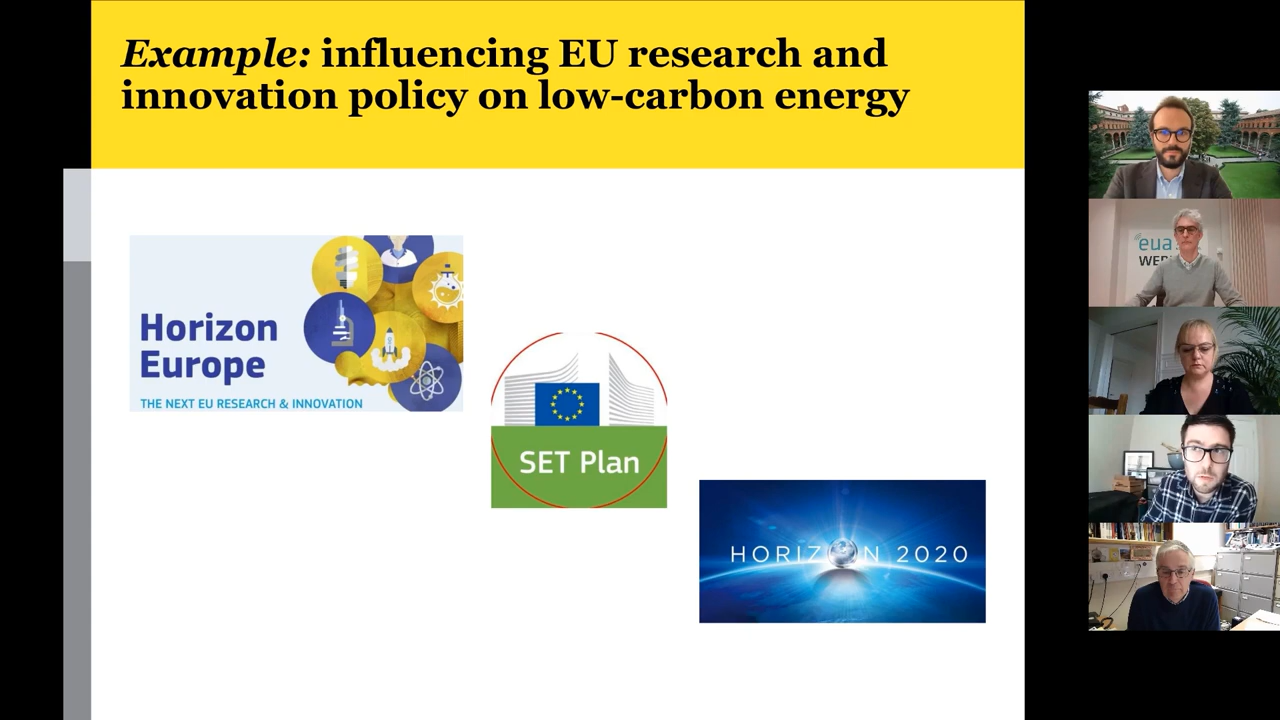 Example: influencing EU research and
innovation policy on low-carbon energy
Horizon
Europe
THE NEXT EU RESEARCH & INNOVATION
SET Plan
HORIZON 2020
eua